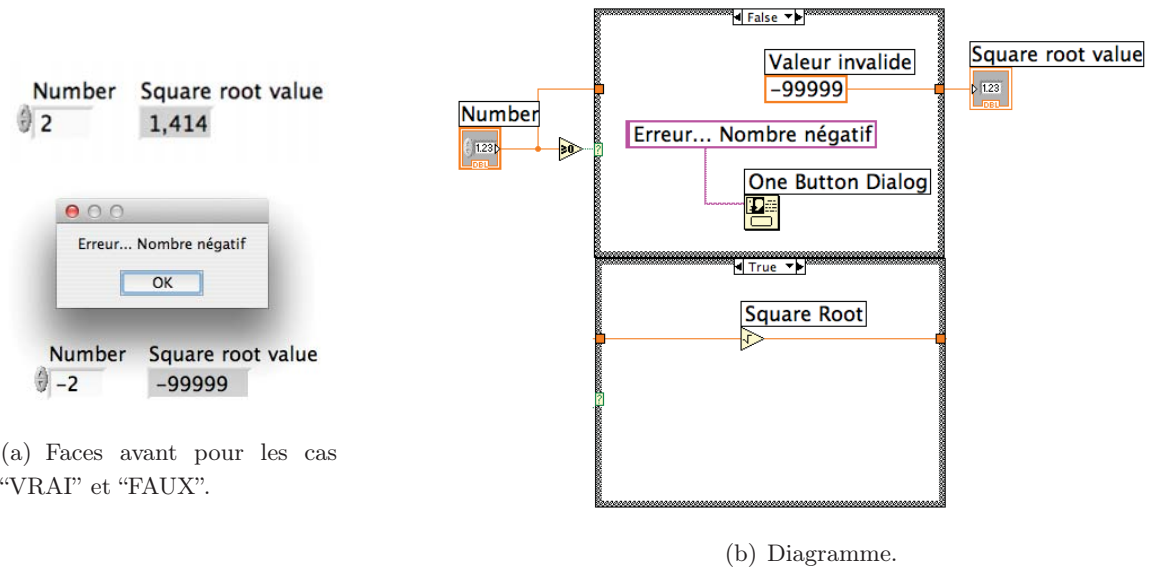 Number Square root value
2 1,414
Erreur... Nombre négatif
OK
Number Square root value
-2 -99999
(a) Faces avant pour les cas
“VRAI” et “FAUX”.
False
Valeur invalide
-99999
Square root value
1.23
DBL
Number
1.23
DBL
≥0
?
Erreur... Nombre négatif
One Button Dialog
True
Square Root
√
?
(b) Diagramme.